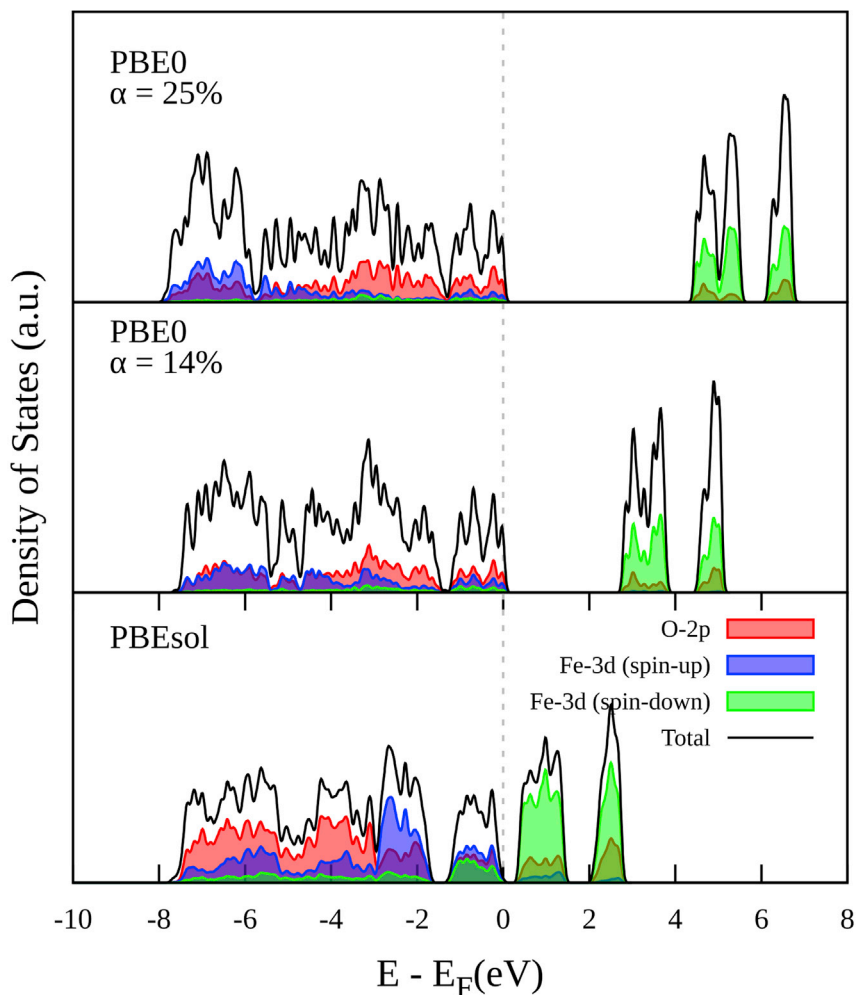 PBE0
α = 25%
PBE0
α = 14%
PBEsol
O-2p
Fe-3d (spin-up)
Fe-3d (spin-down)
Total
Density of States (a.u.)
-10 -8 -6 -4 -2 0 2 4 6 8
E - E_F(eV)